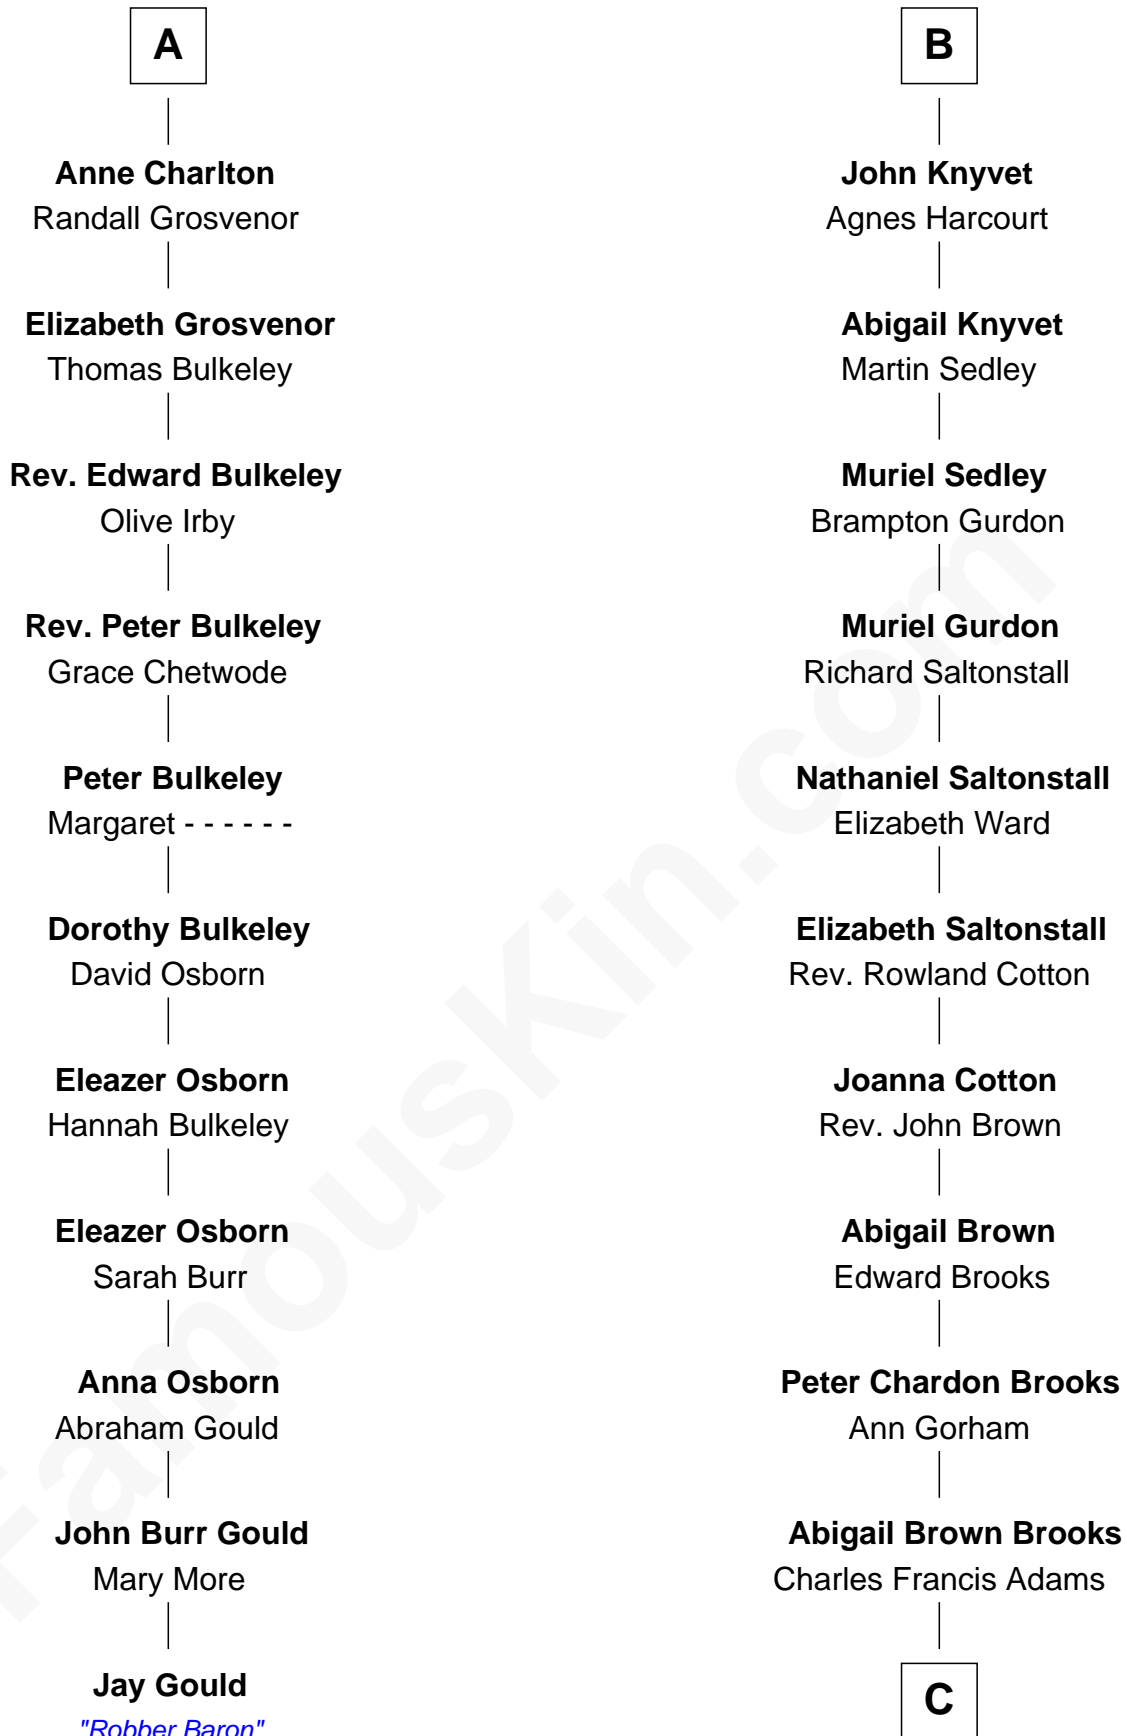 A
Anne Charlton
Randall Grosvenor
Elizabeth Grosvenor
Thomas Bulkeley
Rev. Edward Bulkeley
Olive Irby
Rev. Peter Bulkeley
Grace Chetwode
Peter Bulkeley
Margaret - - - - - -
Dorothy Bulkeley
David Osborn
Eleazer Osborn
Hannah Bulkeley
Eleazer Osborn
Sarah Burr
Anna Osborn
Abraham Gould
John Burr Gould
Mary More
Jay Gould
"Robber Baron"
B
John Knyvet
Agnes Harcourt
Abigail Knyvet
Martin Sedley
Muriel Sedley
Brampton Gurdon
Muriel Gurdon
Richard Saltonstall
Nathaniel Saltonstall
Elizabeth Ward
Elizabeth Saltonstall
Rev. Rowland Cotton
Joanna Cotton
Rev. John Brown
Abigail Brown
Edward Brooks
Peter Chardon Brooks
Ann Gorham
Abigail Brown Brooks
Charles Francis Adams
C
FamousKin.com